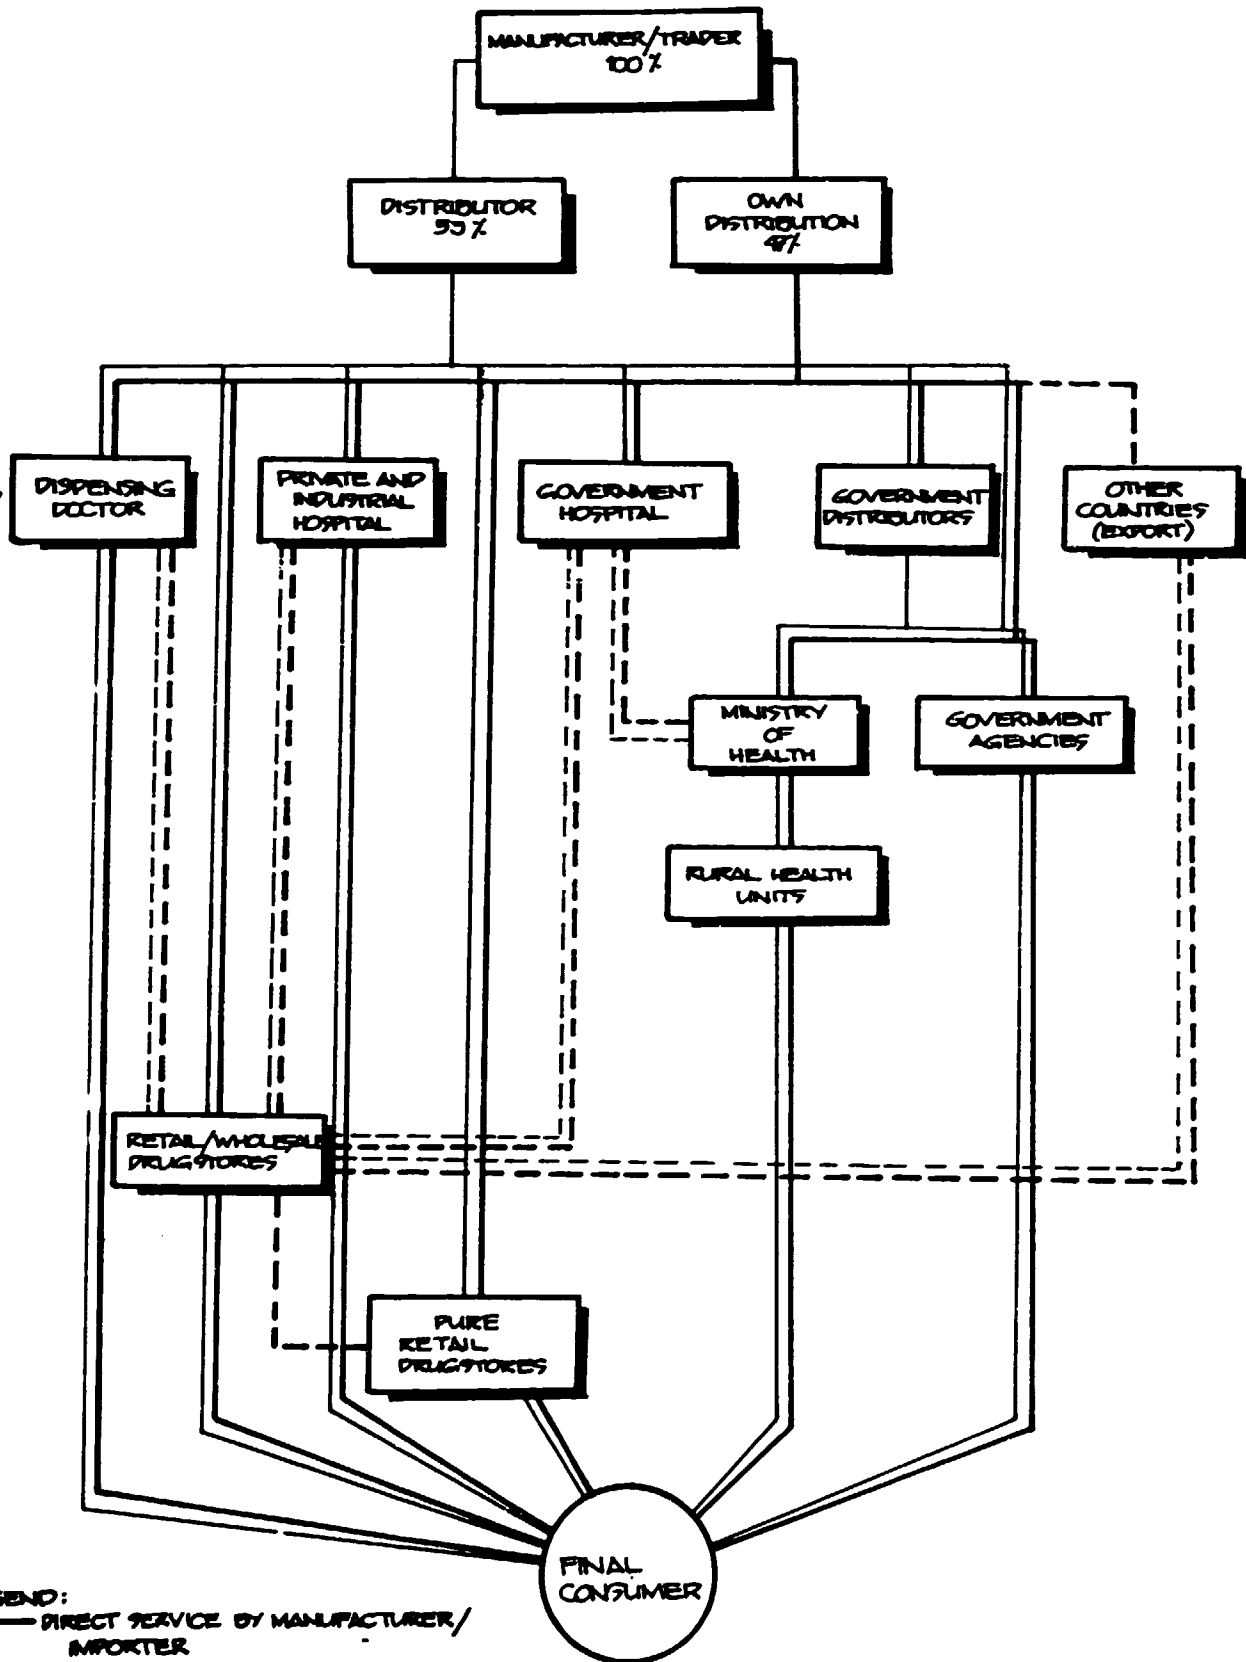 MANUFACTURER/TRADER
100%
DISTRIBUTOR
53%
OWN
DISTRIBUTION
47%
DISPENSING
DOCTOR
PRIVATE AND
INDUSTRIAL
HOSPITAL
GOVERNMENT
HOSPITAL
GOVERNMENT
DISTRIBUTORS
OTHER
COUNTRIES
(EXPORT)
MINISTRY
OF
HEALTH
GOVERNMENT
AGENCIES
RURAL HEALTH
UNITS
RETAIL/WHOLESALE
DRUGSTORES
PURE
RETAIL
DRUGSTORES
FINAL
CONSUMER
GEND:
DIRECT SERVICE BY MANUFACTURER/
IMPORTER